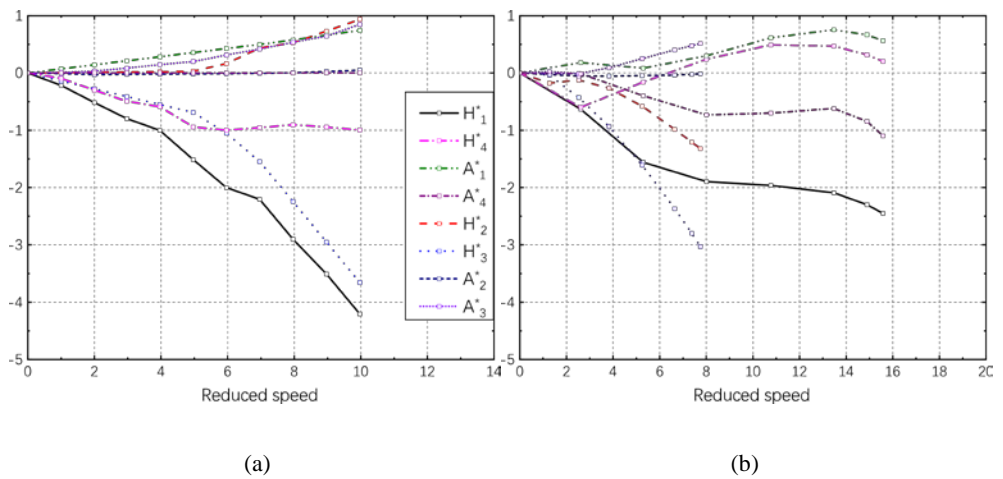 1
0
-1
-2
-3
-4
-5
0 2 4 6 8 10 12 14
Reduced speed
H*1
H*4
A*1
A*4
H*2
H*3
A*2
A*3
1
0
-1
-2
-3
-4
-5
0 2 4 6 8 10 12 14 16 18 20
Reduced speed
(a) (b)